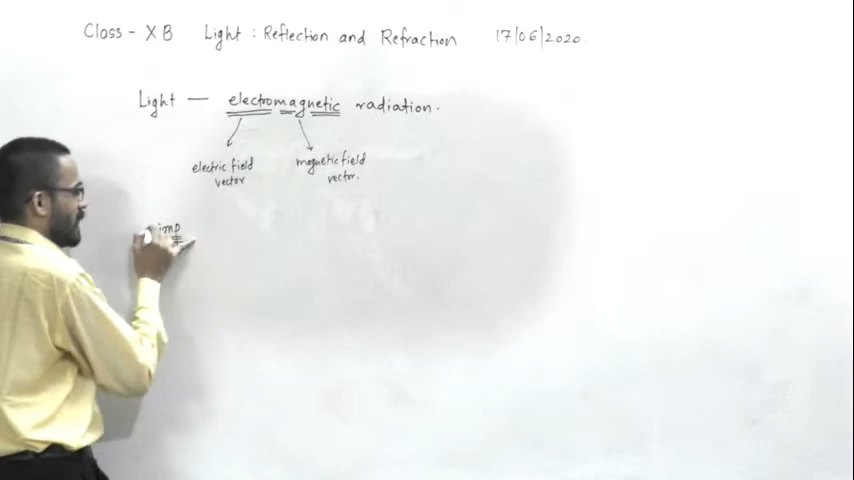 Class - X B Light : Reflection and Refraction 17/06/2020.
Light — electromagnetic radiation.
electric field magnetic field
vector vector.
imp